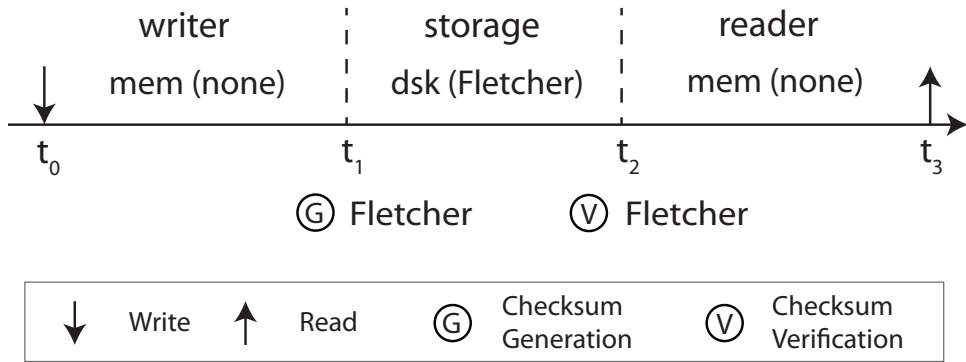 writer storage reader
mem (none) dsk (Fletcher) mem (none)
t0 t1 t2 t3
G Fletcher V Fletcher
Write Read G Checksum Generation V Checksum Verification